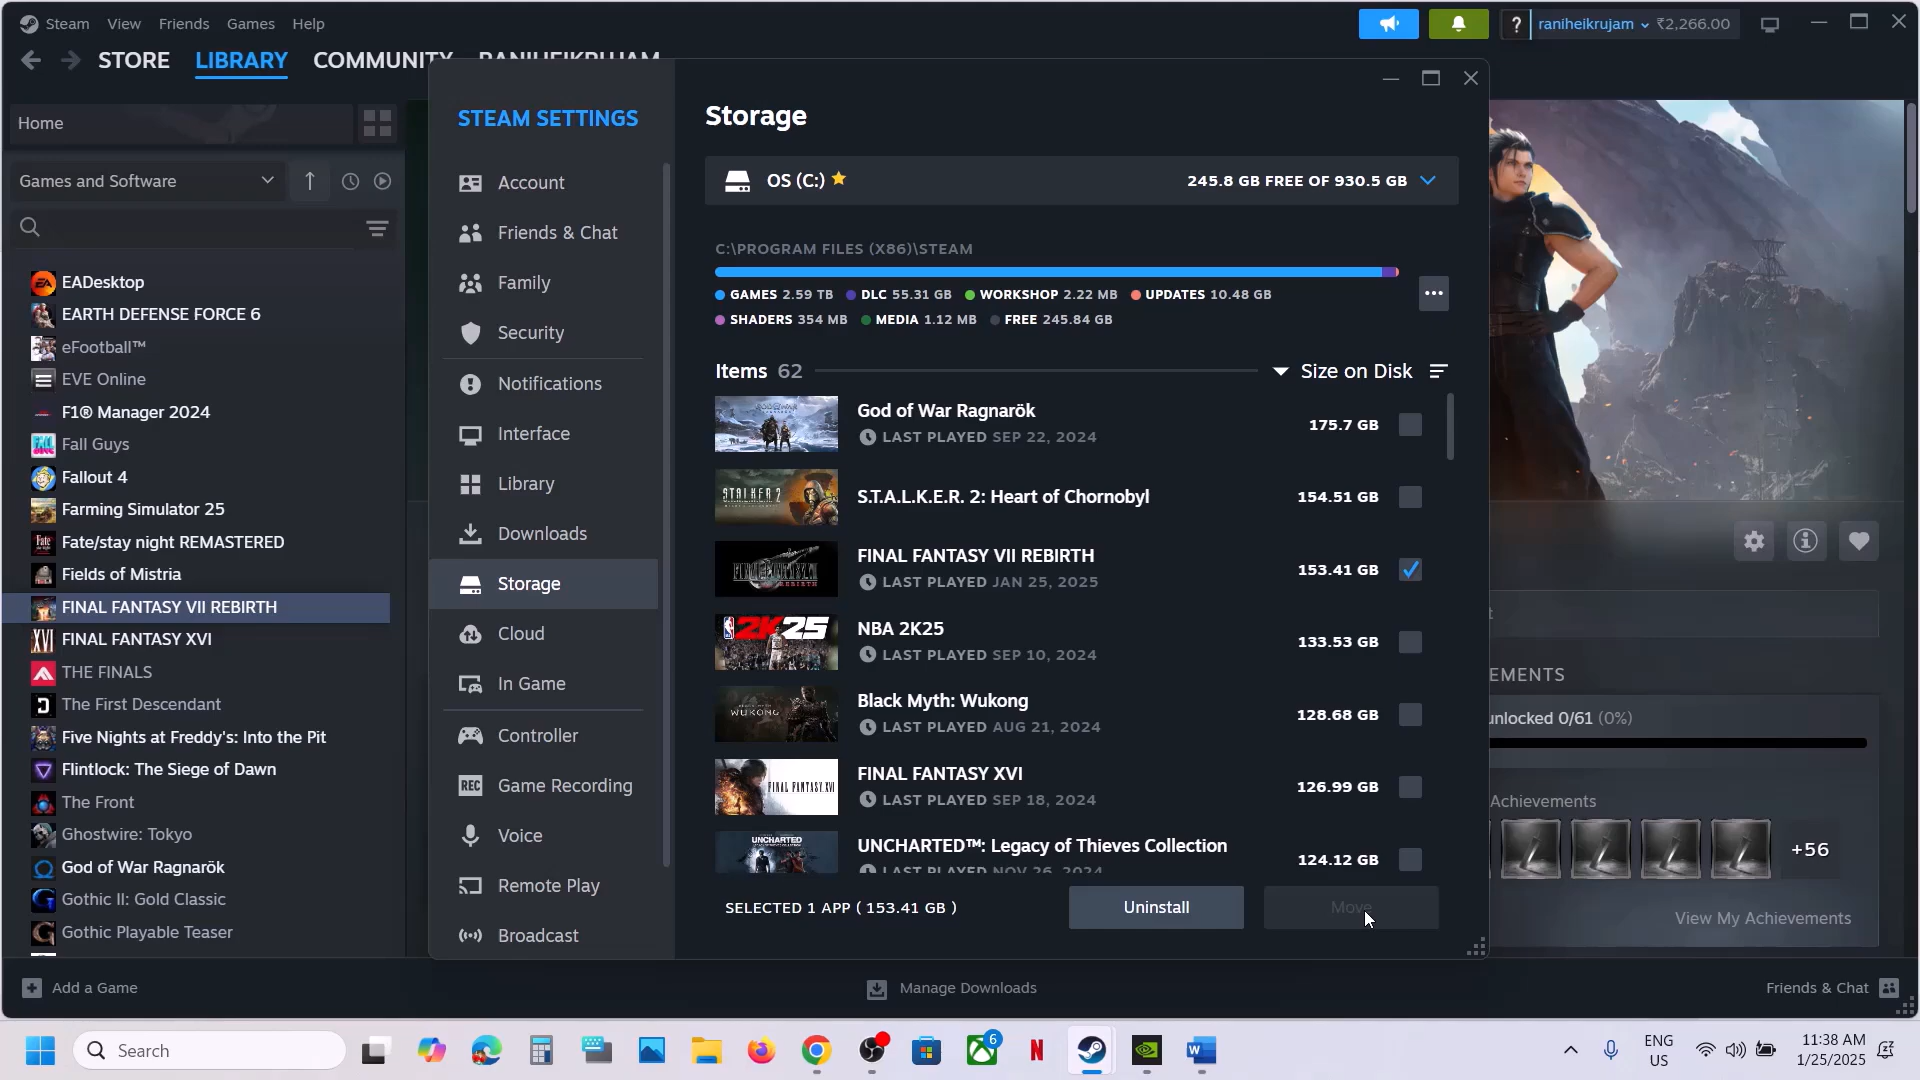 Steam View Friends Games Help
raniheikrujam ₹2,266.00
STORE LIBRARY COMMUNITY RANIHEIKRUJAM
Home
Games and Software
EADesktop
EARTH DEFENSE FORCE 6
eFootball™
EVE Online
F1® Manager 2024
Fall Guys
Fallout 4
Farming Simulator 25
Fate/stay night REMASTERED
Fields of Mistria
FINAL FANTASY VII REBIRTH
FINAL FANTASY XVI
THE FINALS
The First Descendant
Five Nights at Freddy's: Into the Pit
Flintlock: The Siege of Dawn
The Front
Ghostwire: Tokyo
God of War Ragnarök
Gothic II: Gold Classic
Gothic Playable Teaser
STEAM SETTINGS
Account
Friends & Chat
Family
Security
Notifications
Interface
Library
Downloads
Storage
Cloud
In Game
Controller
REC Game Recording
Voice
Remote Play
Broadcast
Storage
OS (C:) 245.8 GB FREE OF 930.5 GB
C:\PROGRAM FILES (X86)\STEAM
GAMES 2.59 TB DLC 55.31 GB WORKSHOP 2.22 MB UPDATES 10.48 GB
SHADERS 354 MB MEDIA 1.12 MB FREE 245.84 GB
Items 62 Size on Disk
God of War Ragnarök
LAST PLAYED SEP 22, 2024
175.7 GB
S.T.A.L.K.E.R. 2: Heart of Chornobyl
154.51 GB
FINAL FANTASY VII REBIRTH
LAST PLAYED JAN 25, 2025
153.41 GB
NBA 2K25
LAST PLAYED SEP 10, 2024
133.53 GB
Black Myth: Wukong
LAST PLAYED AUG 21, 2024
128.68 GB
FINAL FANTASY XVI
LAST PLAYED SEP 18, 2024
126.99 GB
UNCHARTED™: Legacy of Thieves Collection
LAST PLAYED NOV 26, 2024
124.12 GB
SELECTED 1 APP ( 153.41 GB ) Uninstall Move
EMENTS
unlocked 0/61 (0%)
Achievements
+56
View My Achievements
Add a Game Manage Downloads Friends & Chat
Search
6
ENG
US
11:38 AM
1/25/2025